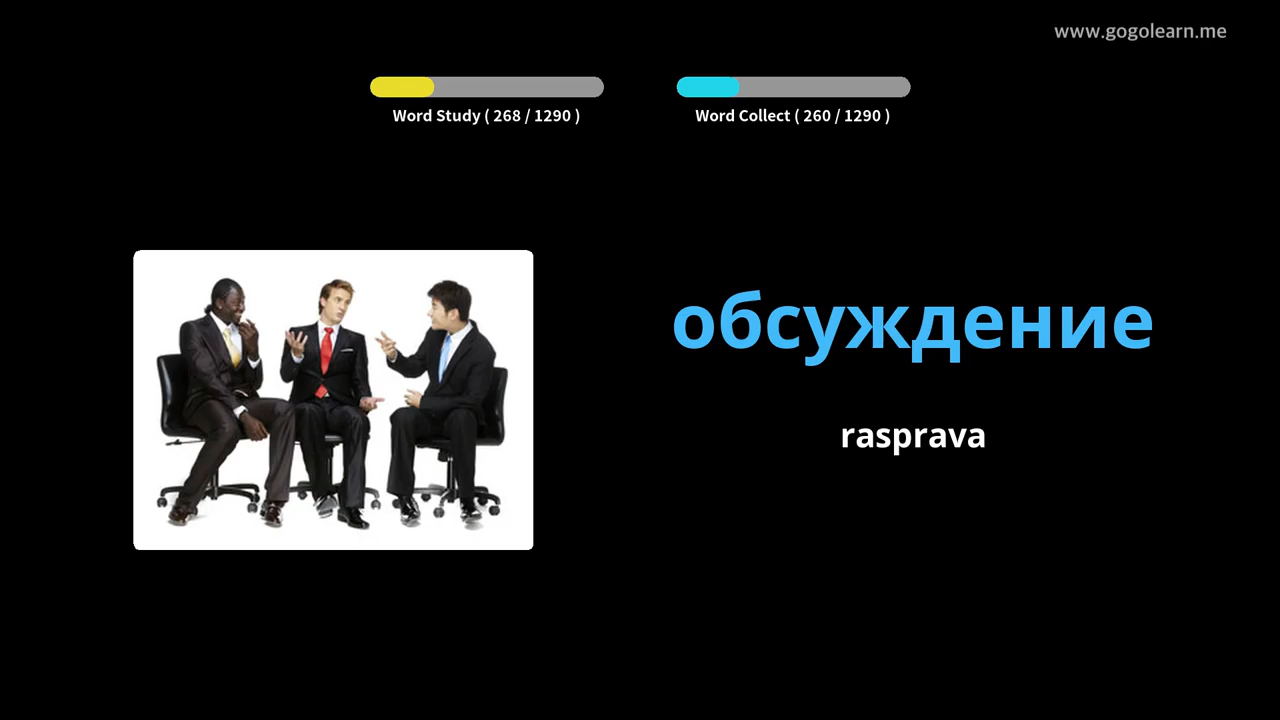 www.gogolearn.me
Word Study ( 268 / 1290 )
Word Collect ( 260 / 1290 )
обсуждение
rasprava